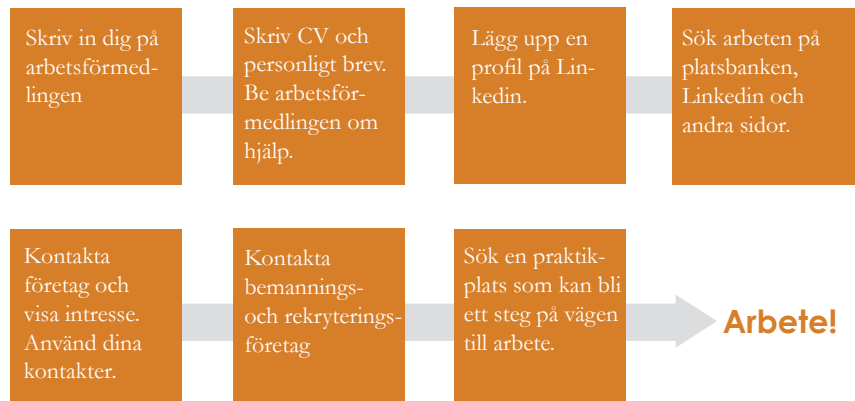 Skriv in dig på
arbetsförmed-
lingen
Skriv CV och
personligt brev.
Be arbetsför-
medlingen om
hjälp.
Lägg upp en
profil på Lin-
kedin.
Sök arbeten på
platsbanken,
Linkedin och
andra sidor.
Kontakta
företag och
visa intresse.
Använd dina
kontakter.
Kontakta
bemannings-
och rekryterings-
företag
Sök en praktik-
plats som kan bli
ett steg på vägen
till arbete.
Arbete!